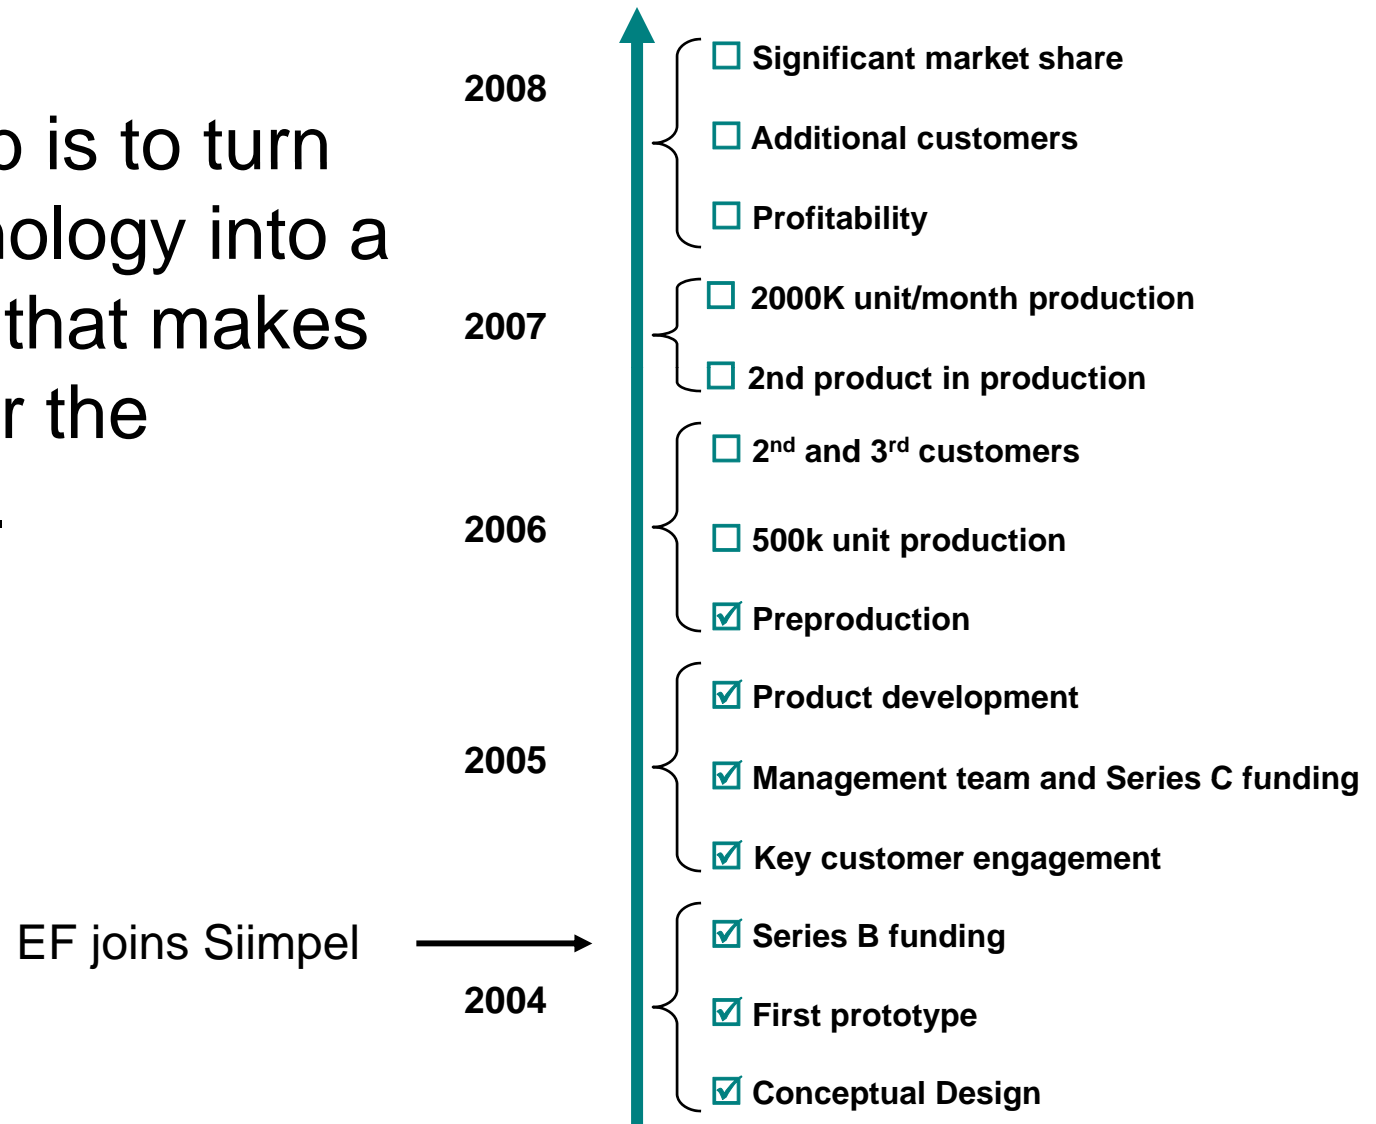 is to turn
into a
that makes
the
2008
Significant market share
Additional customers
Profitability
2007
2000K unit/month production
2nd product in production
2006
2nd and 3rd customers
500k unit production
Preproduction
2005
Product development
Management team and Series C funding
Key customer engagement
EF joins Siimpel
2004
Series B funding
First prototype
Conceptual Design